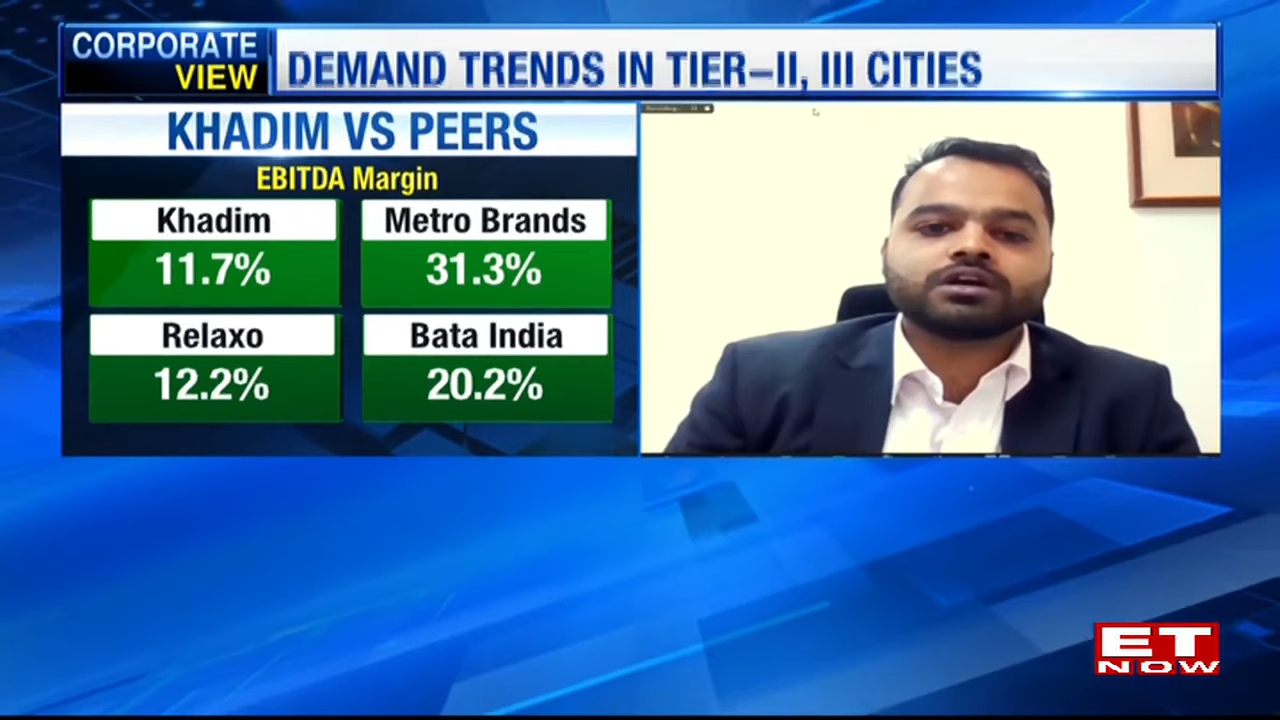 CORPORATE
VIEW
DEMAND TRENDS IN TIER–II, III CITIES
KHADIM VS PEERS
EBITDA Margin
Khadim
11.7%
Metro Brands
31.3%
Relaxo
12.2%
Bata India
20.2%
ET
NOW